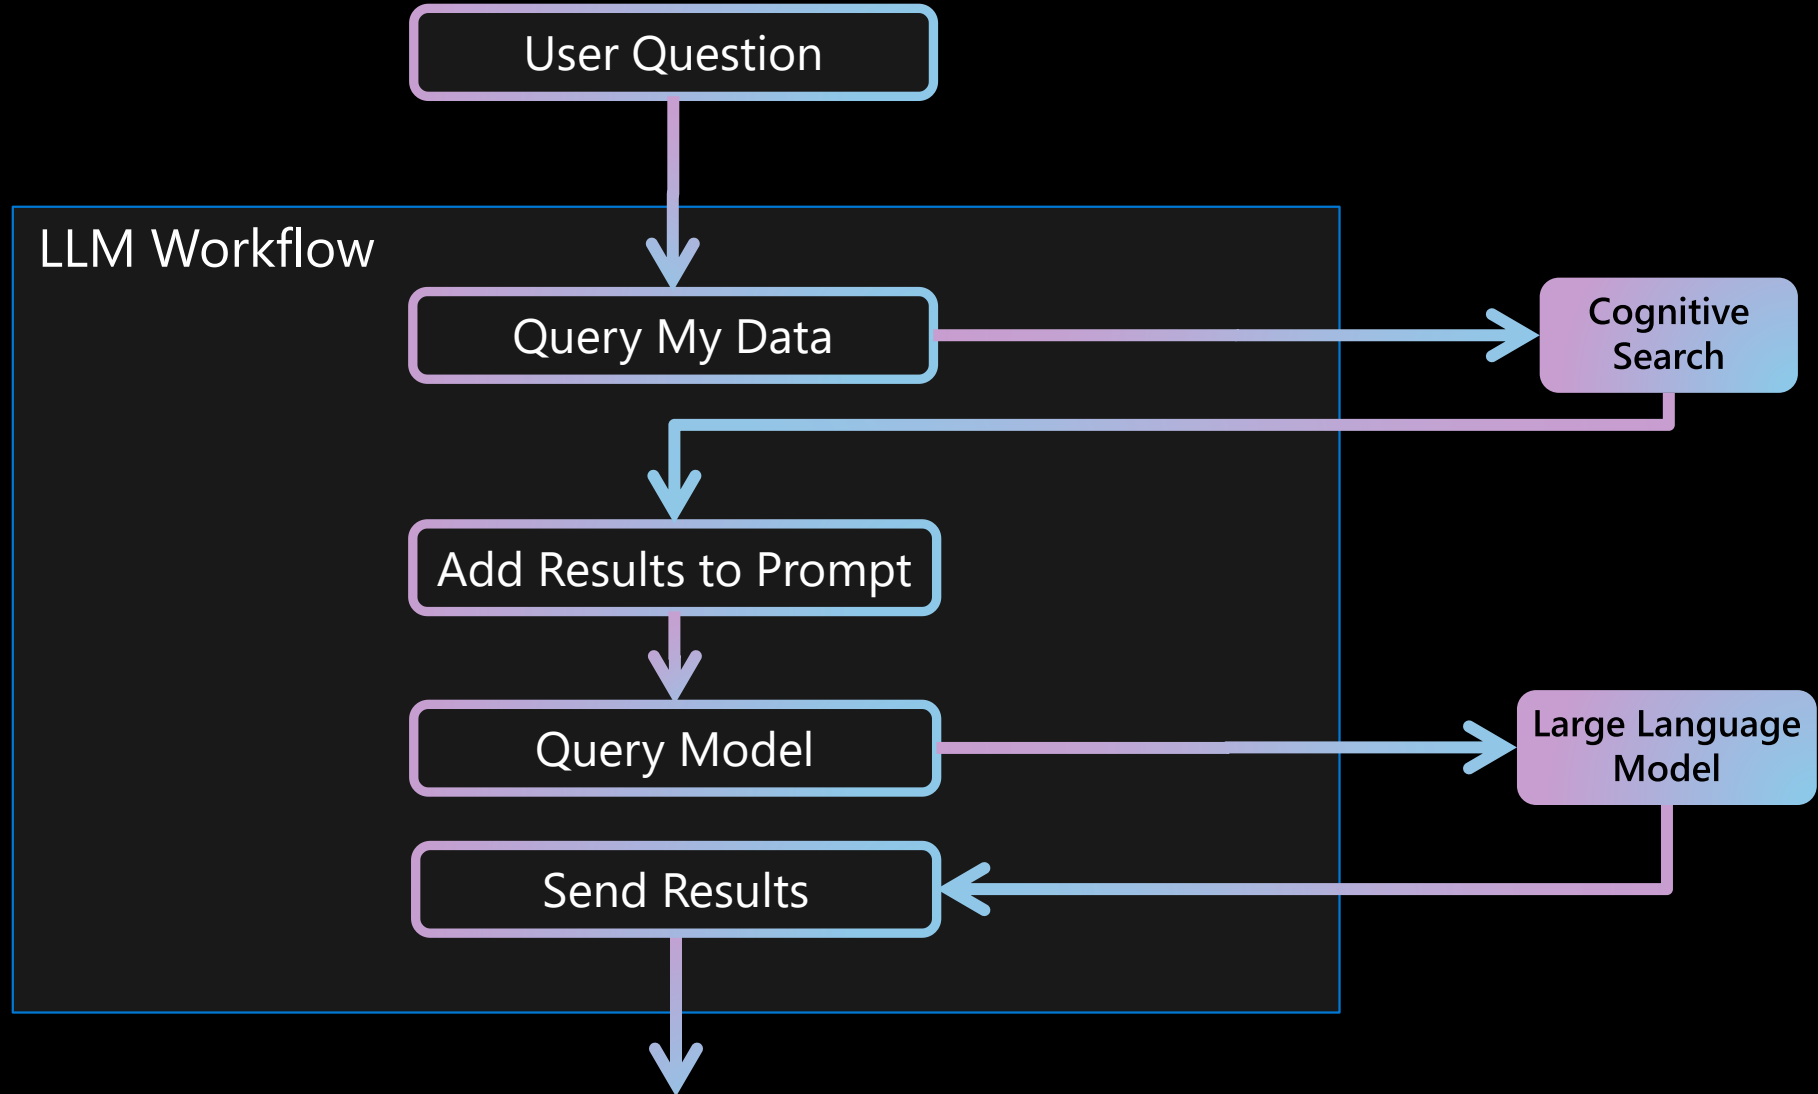 User Question
LLM Workflow
Query My Data
Cognitive
Search
Add Results to Prompt
Query Model
Large Language
Model
Send Results